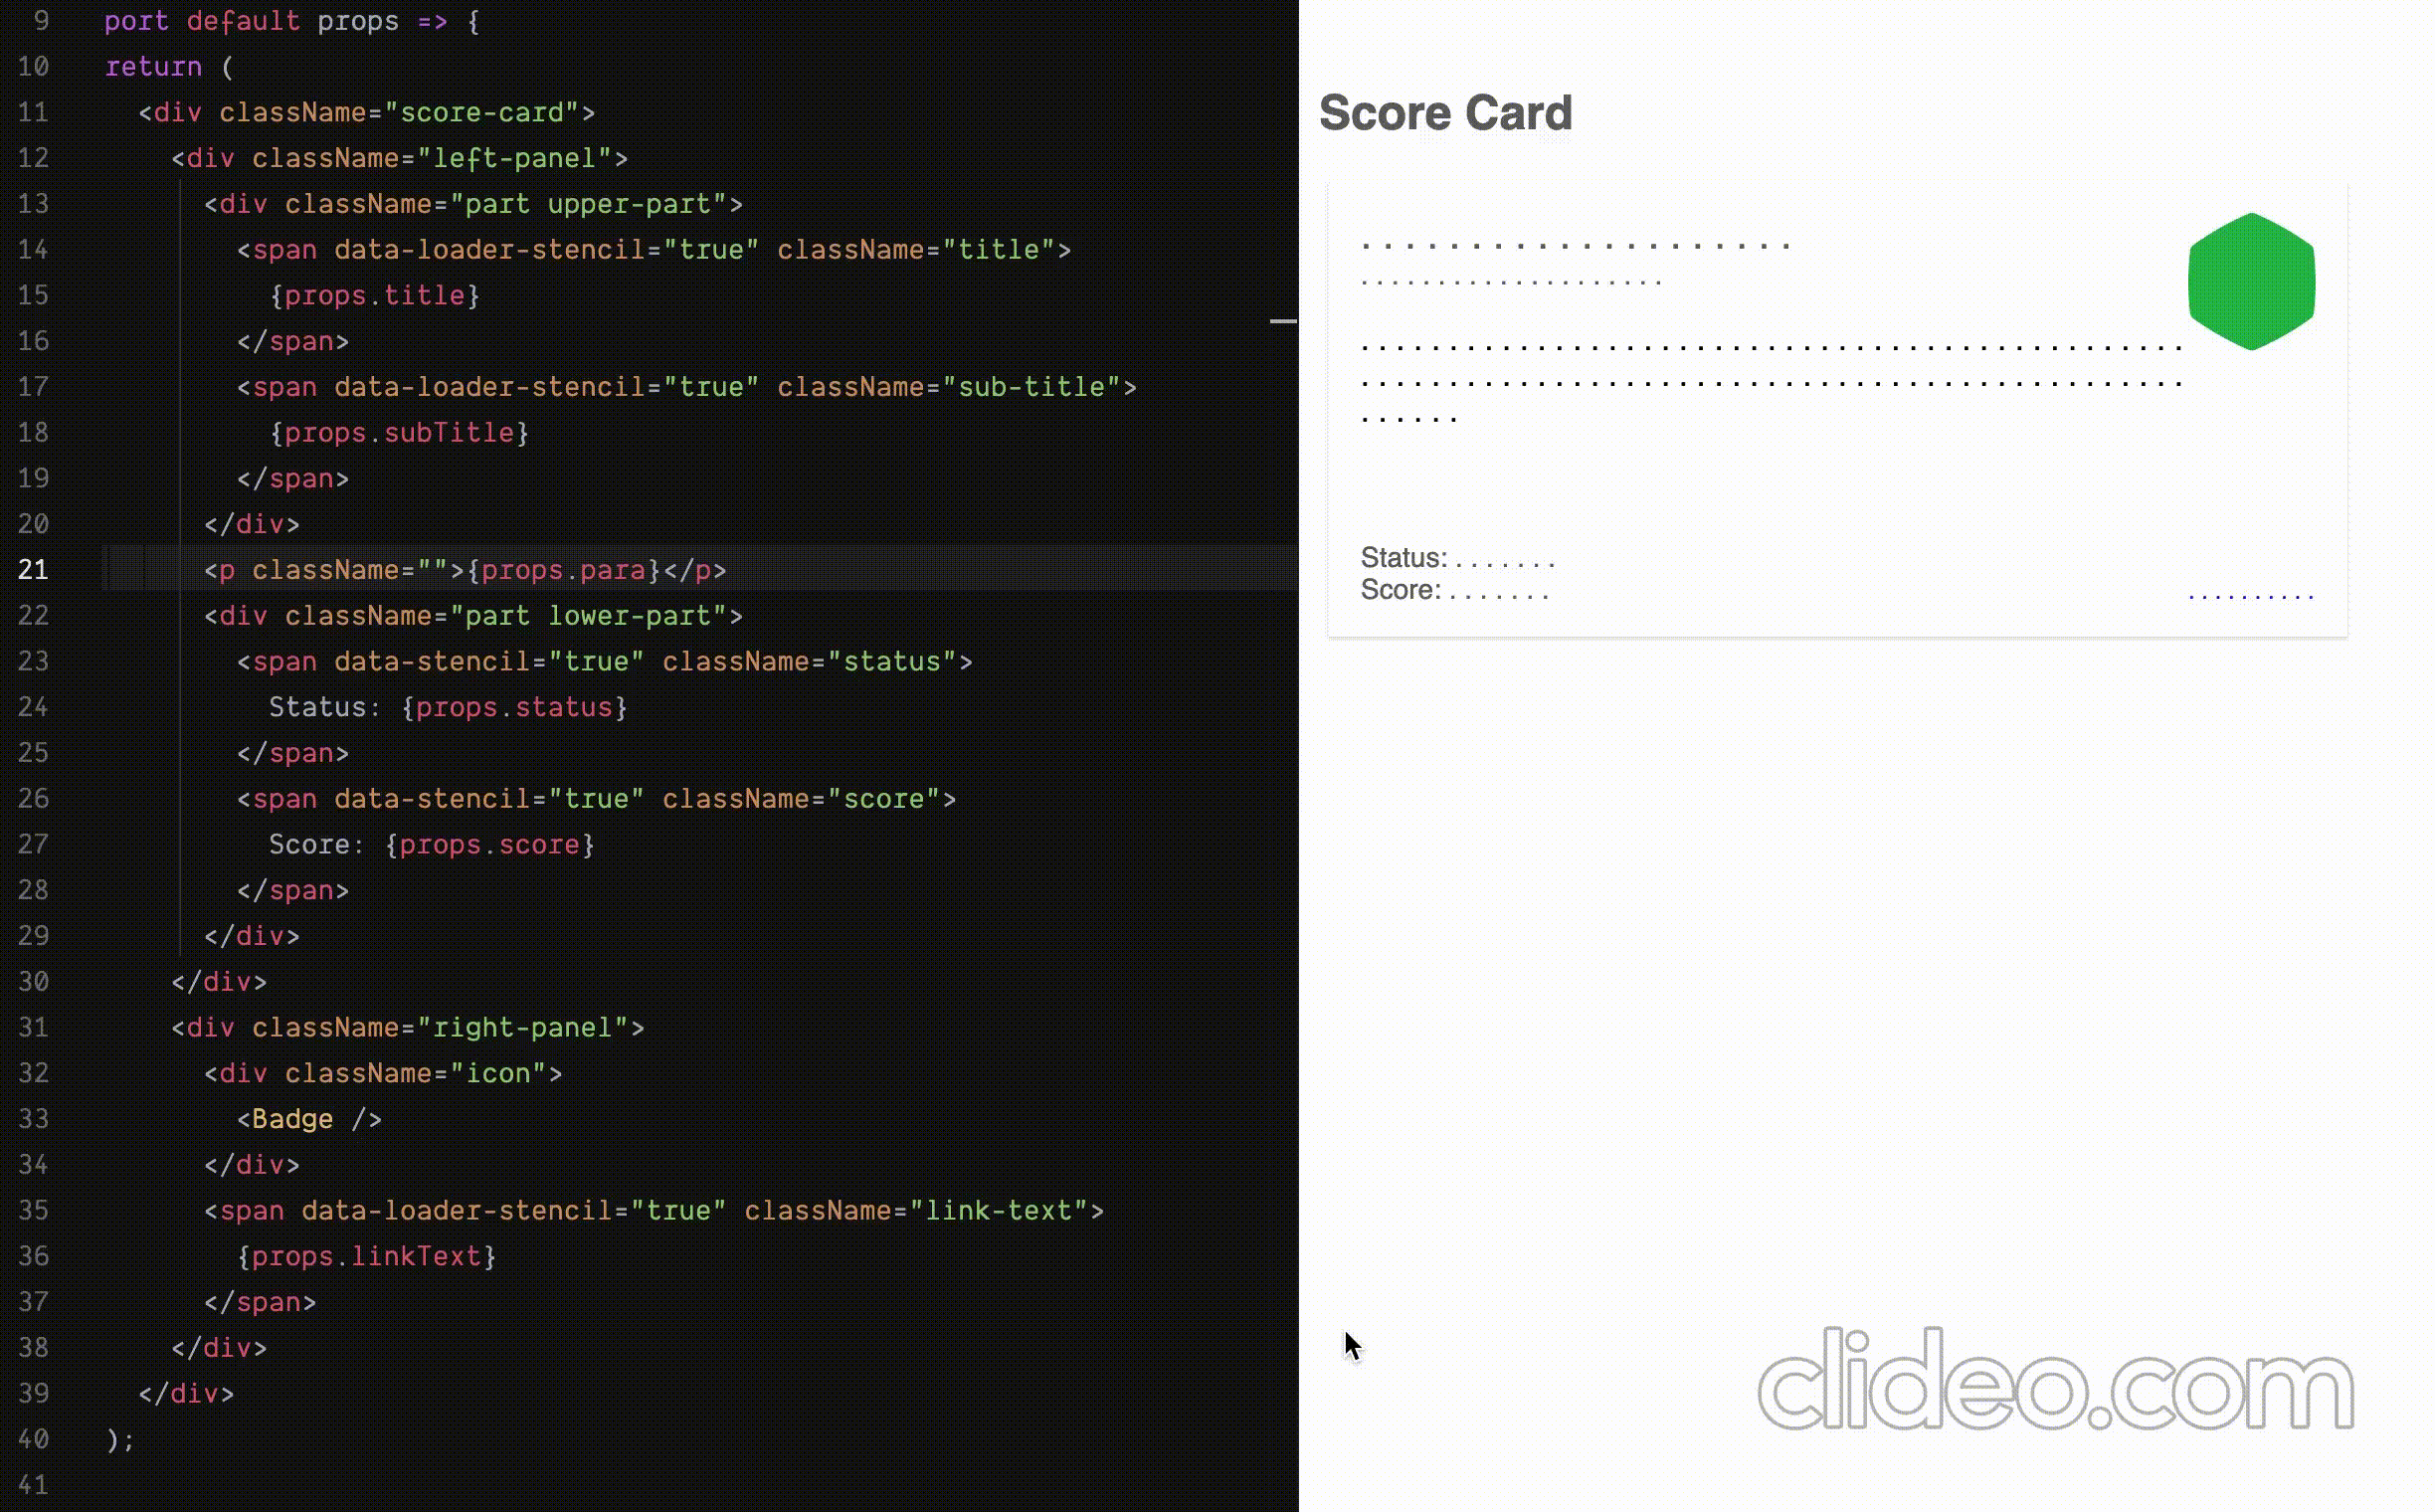 9 port default props => {
10 return (
11 <div className="score-card">
12 <div className="left-panel">
13 <div className="part upper-part">
14 <span data-loader-stencil="true" className="title">
15 {props.title}
16 </span>
17 <span data-loader-stencil="true" className="sub-title">
18 {props.subTitle}
19 </span>
20 </div>
21 <p className="">{props.para}</p>
22 <div className="part lower-part">
23 <span data-stencil="true" className="status">
24 Status: {props.status}
25 </span>
26 <span data-stencil="true" className="score">
27 Score: {props.score}
28 </span>
29 </div>
30 </div>
31 <div className="right-panel">
32 <div className="icon">
33 <Badge />
34 </div>
35 <span data-loader-stencil="true" className="link-text">
36 {props.linkText}
37 </span>
38 </div>
39 </div>
40 );
41
Score Card
. . . . . . . . . . . . . . . . . . . .
. . . . . . . . . . . . . . . . . . . .
. . . . . . . . . . . . . . . . . . . . . . . . . . . . . . . . . . . . . . . . . . . . . . .
. . . . . . . . . . . . . . . . . . . . . . . . . . . . . . . . . . . . . . . . . . . . . . .
. . . . . .
Status: . . . . . . .
Score: . . . . . . .
. . . . . . . . . .
clideo.com